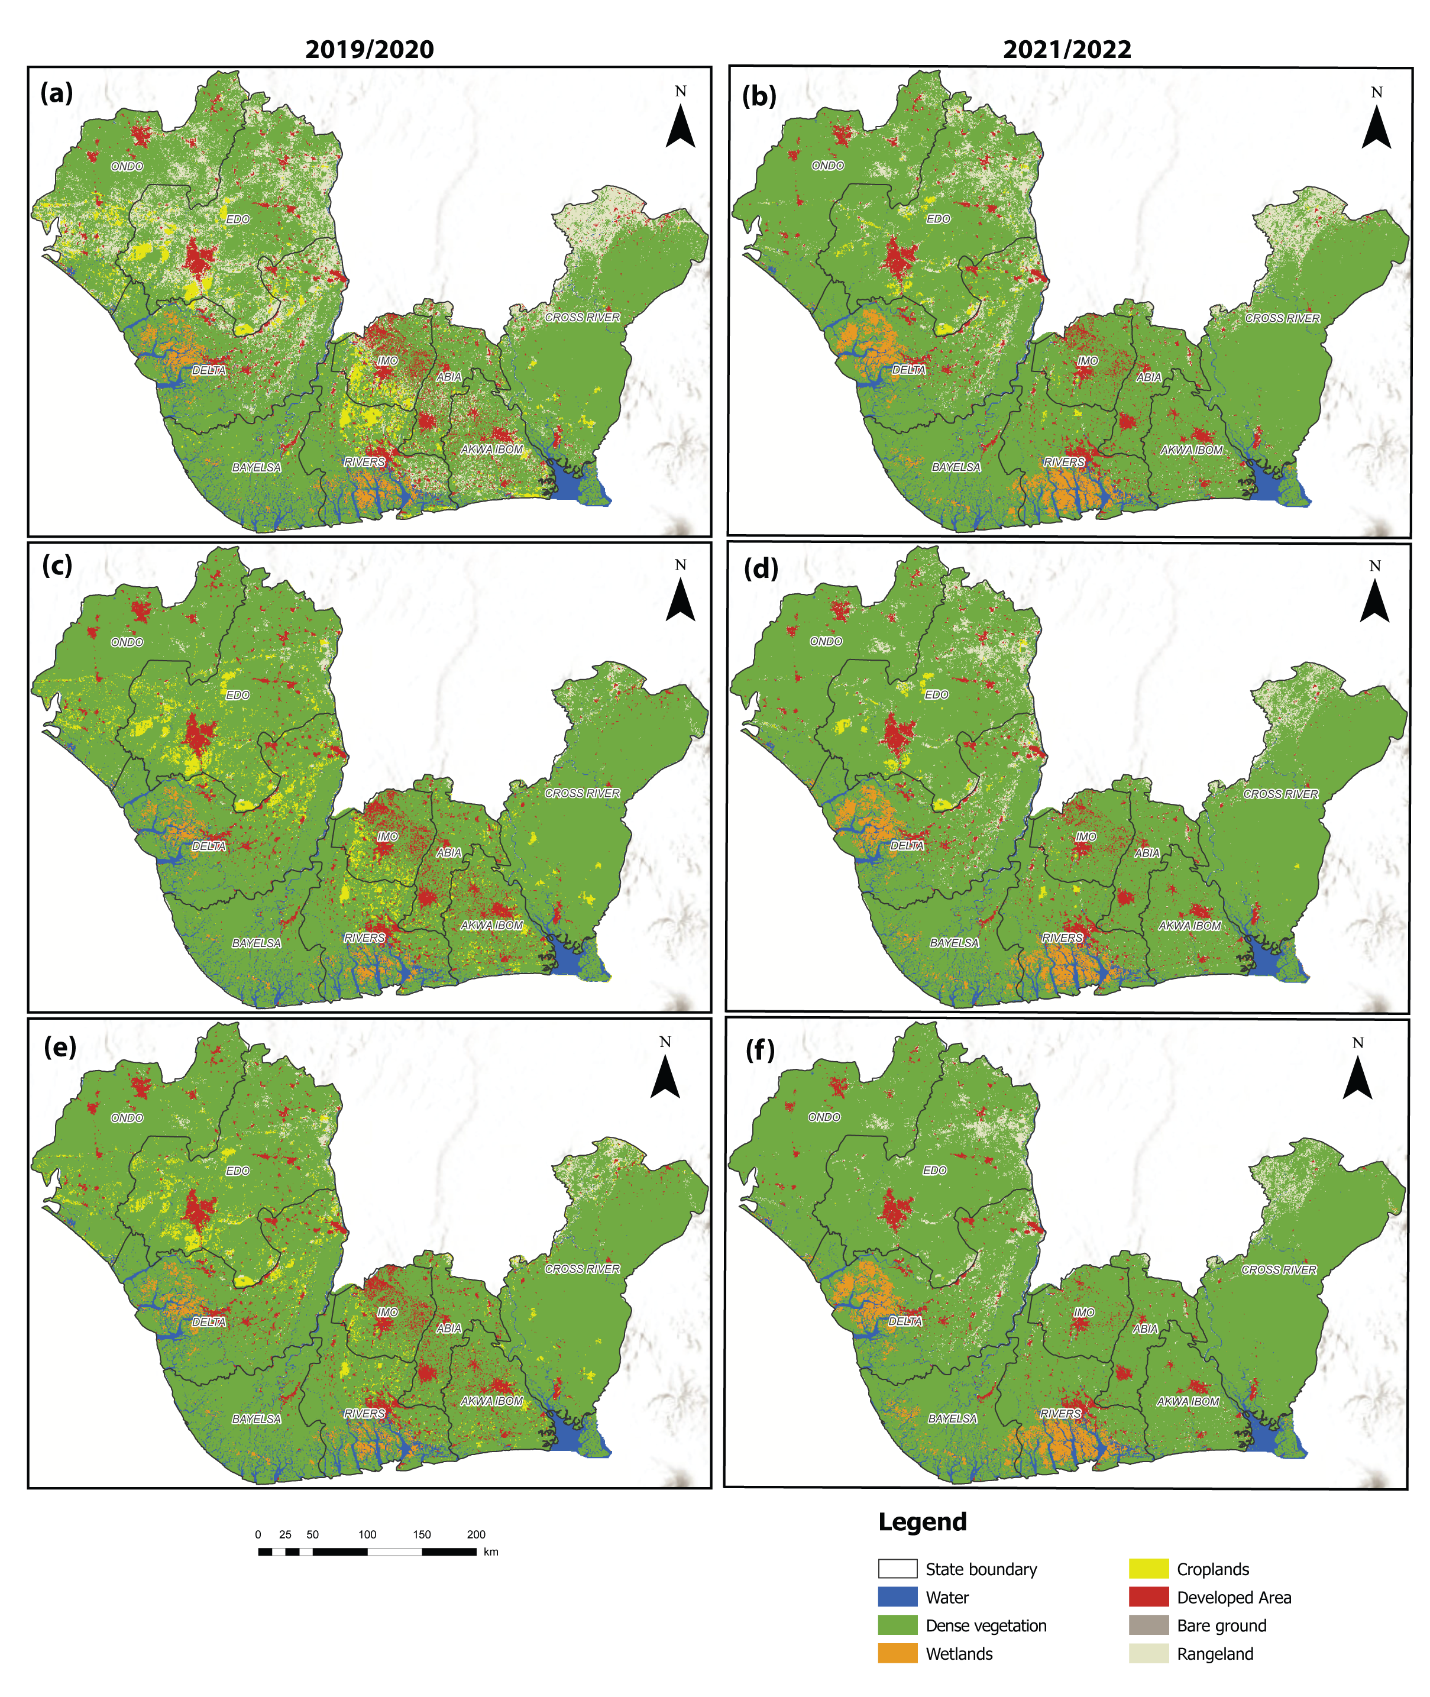 2019/2020
2021/2022
(a)
N
ONDO
EDO
DELTA
BAYELSA
IMO
ABIA
RIVERS
AKWA IBOM
CROSS RIVER
(b)
N
ONDO
EDO
DELTA
BAYELSA
IMO
ABIA
RIVERS
AKWA IBOM
CROSS RIVER
(c)
N
ONDO
EDO
DELTA
BAYELSA
IMO
ABIA
RIVERS
AKWA IBOM
CROSS RIVER
(d)
N
ONDO
EDO
DELTA
BAYELSA
IMO
ABIA
RIVERS
AKWA IBOM
CROSS RIVER
(e)
N
ONDO
EDO
DELTA
BAYELSA
IMO
ABIA
RIVERS
AKWA IBOM
CROSS RIVER
(f)
N
ONDO
EDO
DELTA
BAYELSA
IMO
ABIA
RIVERS
AKWA IBOM
CROSS RIVER
0 25 50 100 150 200
km
Legend
State boundary
Water
Dense vegetation
Wetlands
Croplands
Developed Area
Bare ground
Rangeland